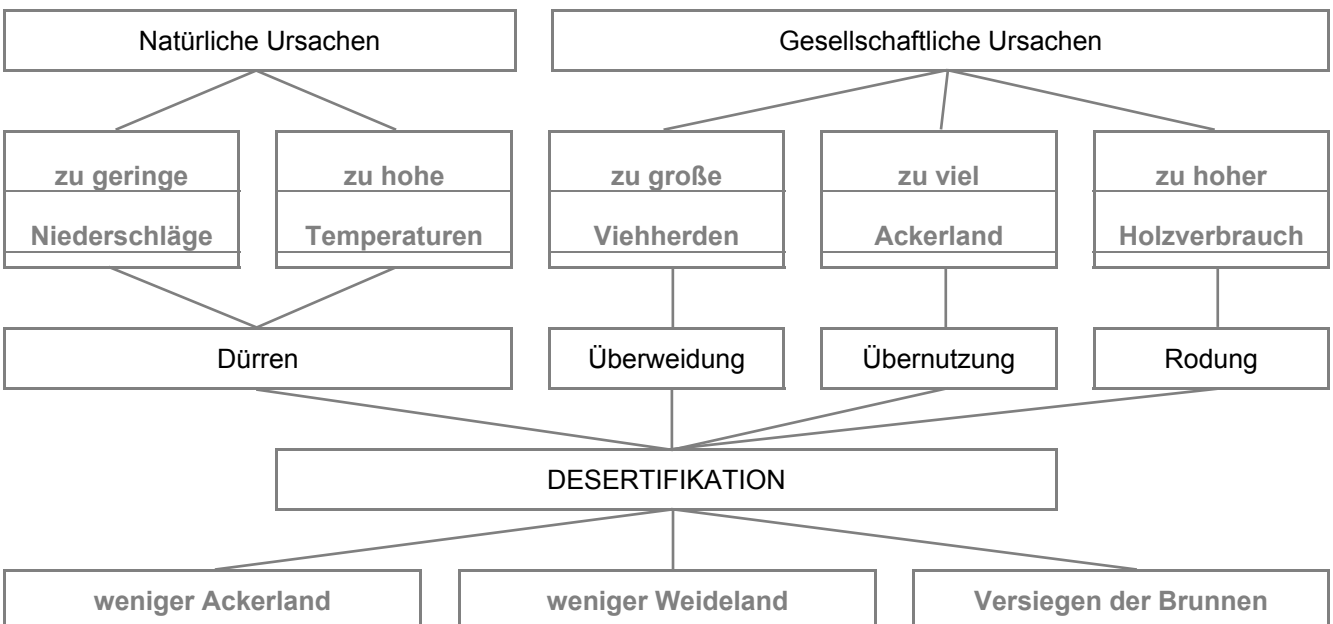 Natürliche Ursachen
Gesellschaftliche Ursachen
zu geringe
Niederschläge
zu hohe
Temperaturen
zu große
Viehherden
zu viel
Ackerland
zu hoher
Holzverbrauch
Dürren
Überweidung
Übernutzung
Rodung
DESERTIFIKATION
weniger Ackerland
weniger Weideland
Versiegen der Brunnen